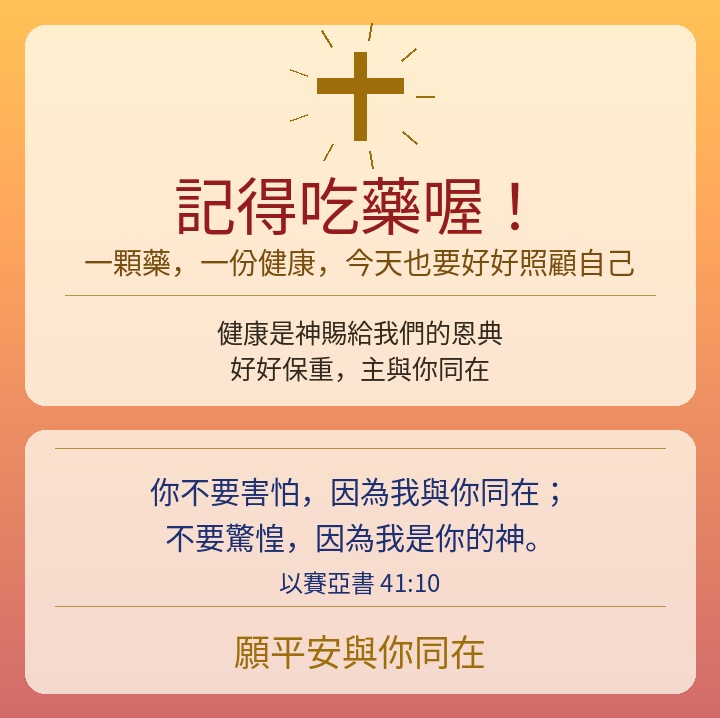 記得吃藥喔！
一顆藥，一份健康，今天也要好好照顧自己
健康是神賜給我們的恩典
好好保重，主與你同在
你不要害怕，因為我與你同在；
不要驚惶，因為我是你的神。
以賽亞書 41:10
願平安與你同在